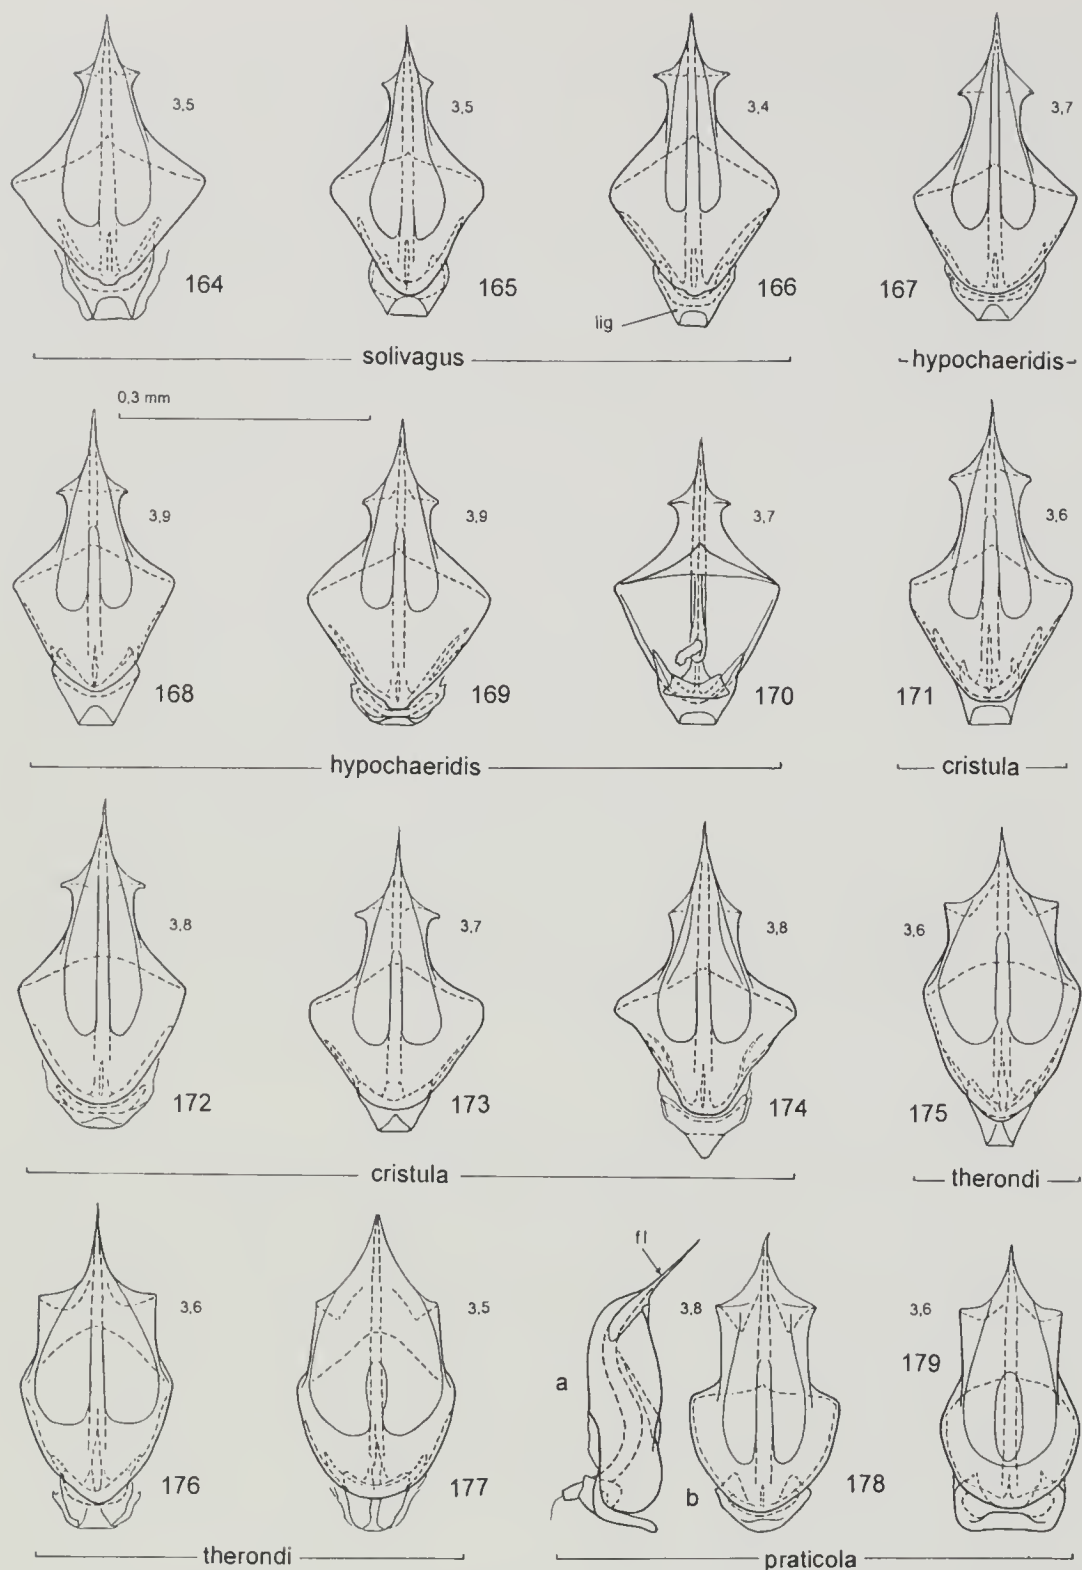 3,5
3,5
3,4
3,7
164
165
166
167
lig
solivagus
hypochaeridis
0,3 mm
3,9
3,9
3,7
3,6
168
169
170
171
hypochaeridis
cristula
3,8
3,7
3,8
3,6
172
173
174
175
cristula
therondi
3,6
3,5
fl
3,8
3,6
179
a
176
177
b
178
therondi
praticola